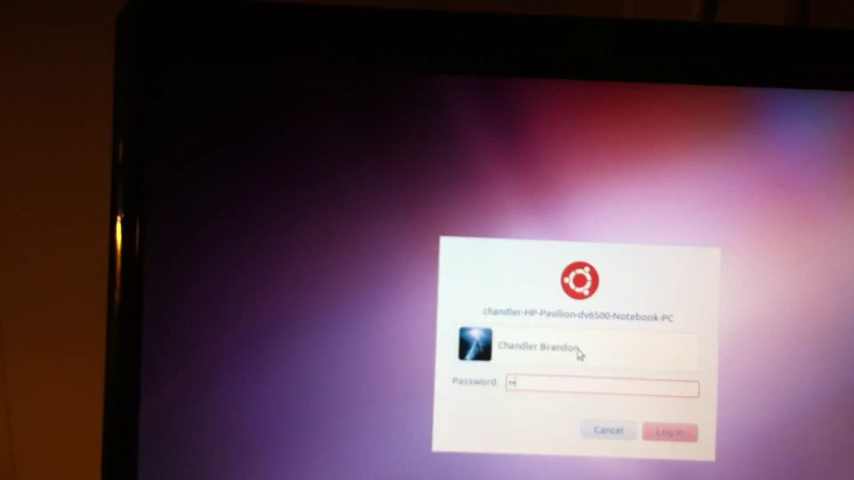 chandler-HP-Pavilion-dv6500-Notebook-PC
Chandler Brandon
Password:
Cancel
Log In